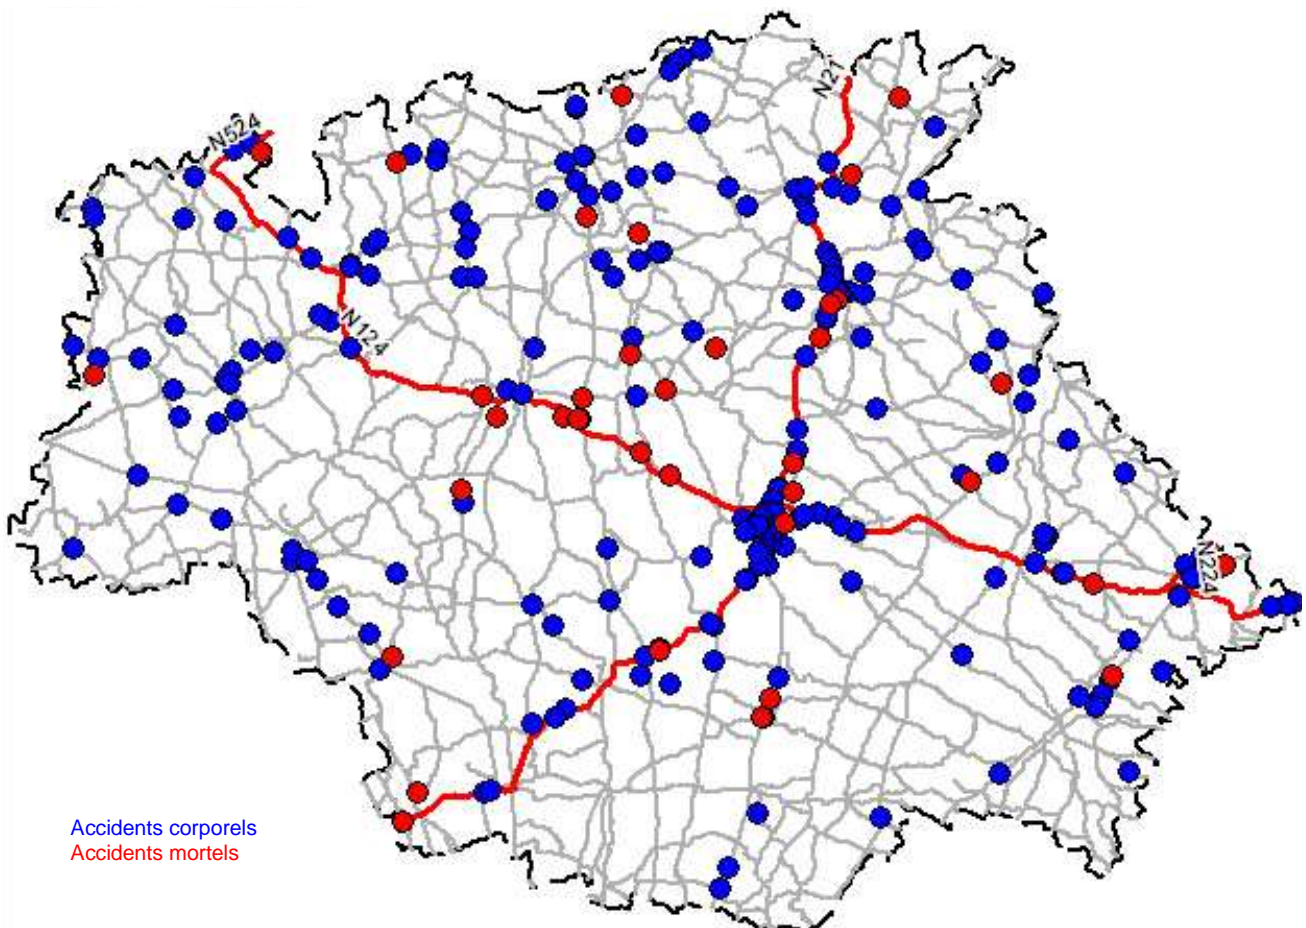 N21
N524
N124
N224
Accidents corporels
Accidents mortels